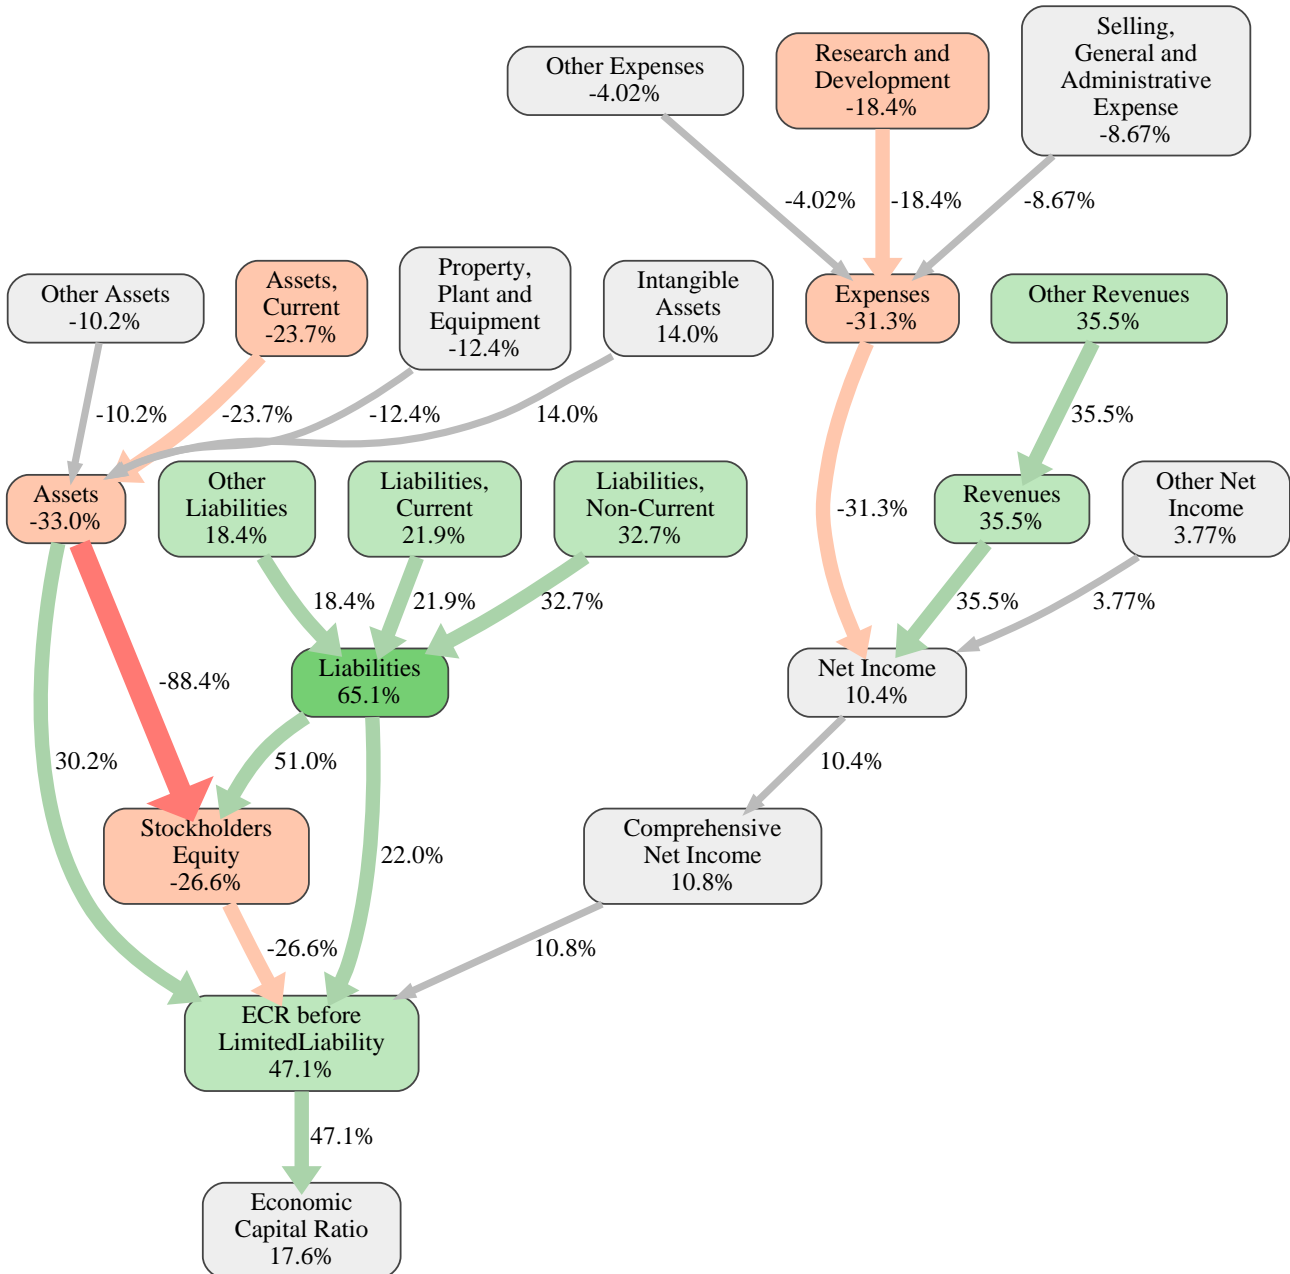 Other Expenses
-4.02%
Research and
Development
-18.4%
Selling,
General and
Administrative
Expense
-8.67%
-4.02%
-18.4%
-8.67%
Other Assets
-10.2%
Assets,
Current
-23.7%
Property,
Plant and
Equipment
-12.4%
Intangible
Assets
14.0%
Expenses
-31.3%
Other Revenues
35.5%
-10.2%
-23.7%
-12.4%
14.0%
35.5%
Assets
-33.0%
Other
Liabilities
18.4%
Liabilities,
Current
21.9%
Liabilities,
Non-Current
32.7%
-31.3%
Revenues
35.5%
Other Net
Income
3.77%
18.4%
21.9%
32.7%
35.5%
3.77%
Liabilities
65.1%
-88.4%
Net Income
10.4%
30.2%
51.0%
10.4%
Stockholders
Equity
-26.6%
22.0%
Comprehensive
Net Income
10.8%
-26.6%
10.8%
ECR before
LimitedLiability
47.1%
47.1%
Economic
Capital Ratio
17.6%